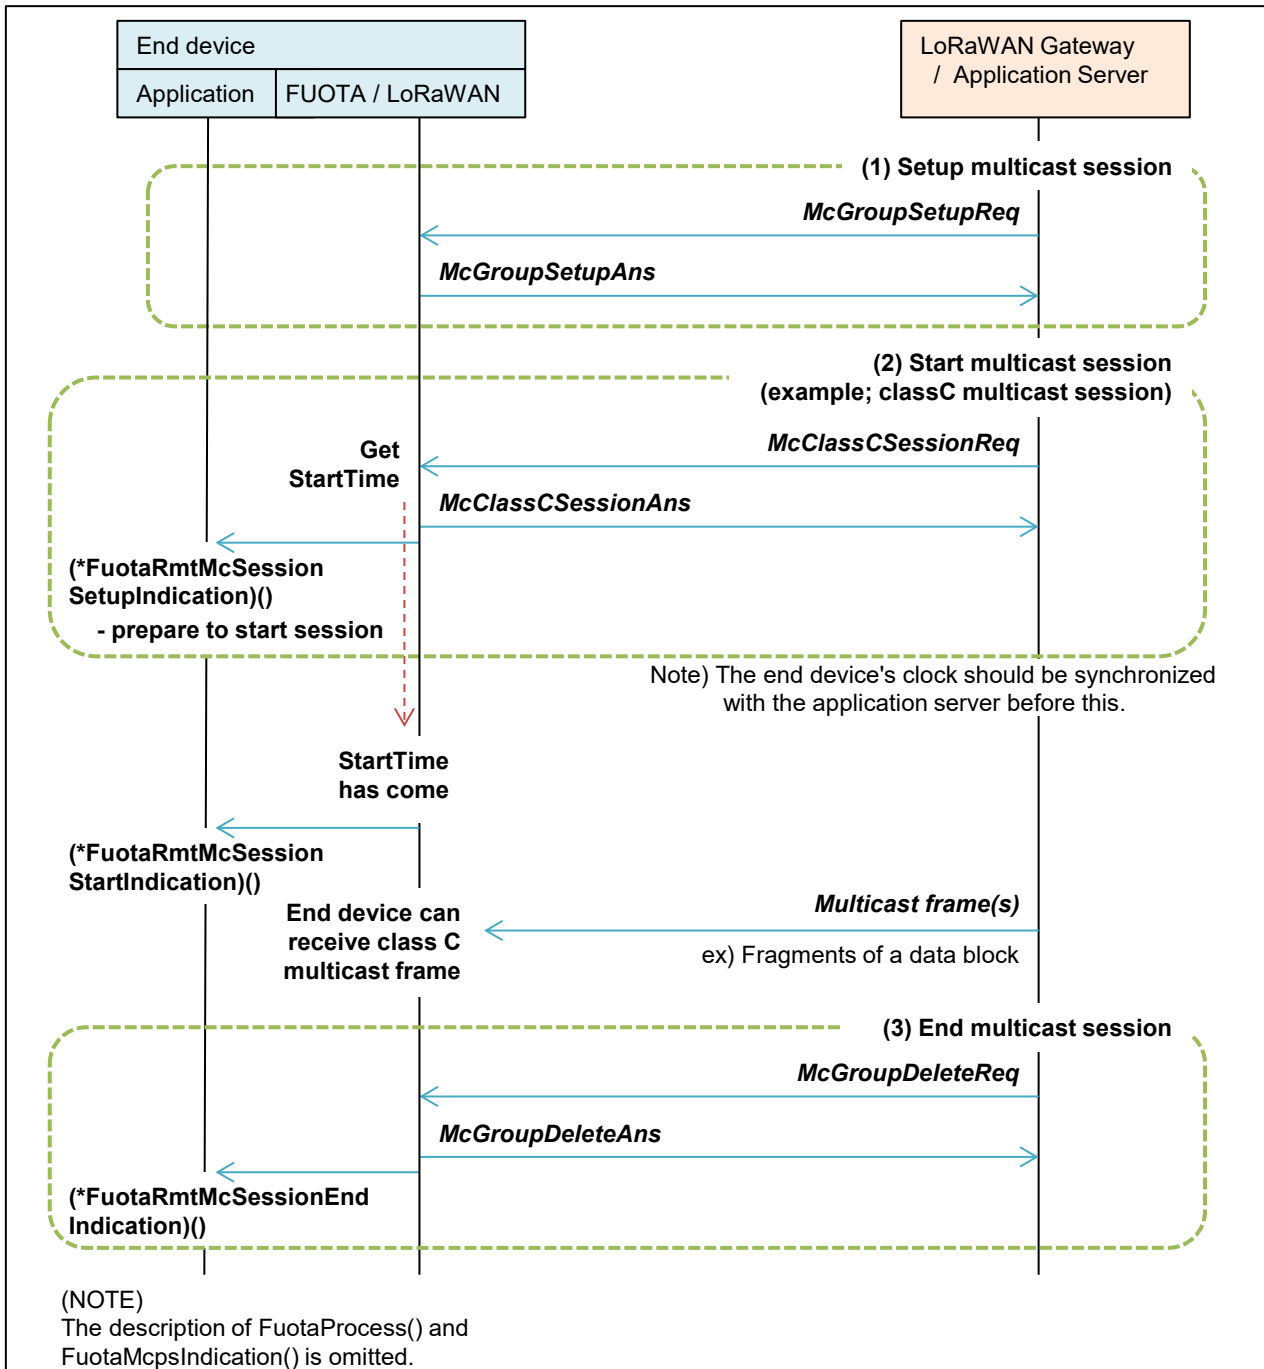 End device
Application
FUOTA / LoRaWAN
LoRaWAN Gateway
/ Application Server
(1) Setup multicast session
McGroupSetupReq
McGroupSetupAns
(2) Start multicast session
(example; classC multicast session)
McClassCSessionReq
Get
StartTime
McClassCSessionAns
(*FuotaRmtMcSession
SetupIndication)()
- prepare to start session
Note) The end device's clock should be synchronized
with the application server before this.
StartTime
has come
(*FuotaRmtMcSession
StartIndication)()
Multicast frame(s)
End device can
receive class C
multicast frame
ex) Fragments of a data block
(3) End multicast session
McGroupDeleteReq
McGroupDeleteAns
(*FuotaRmtMcSessionEnd
Indication)()
(NOTE)
The description of FuotaProcess() and
FuotaMcpsIndication() is omitted.